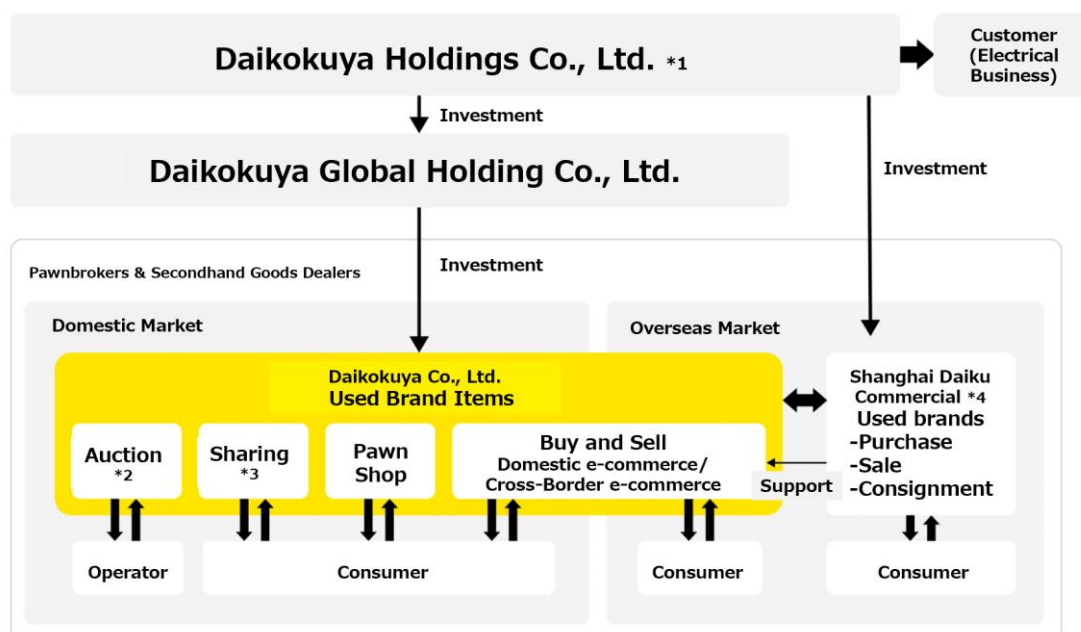 Daikokuya Holdings Co., Ltd. *1
Customer
(Electrical
Business)
Investment
Daikokuya Global Holding Co., Ltd.
Investment
Pawnbrokers & Secondhand Goods Dealers
Investment
Domestic Market
Overseas Market
Daikokuya Co., Ltd.
Used Brand Items
Auction
*2
Sharing
*3
Pawn
Shop
Buy and Sell
Domestic e-commerce/
Cross-Border e-commerce
Shanghai Daiku
Commercial *4
Used brands
-Purchase
-Sale
-Consignment
Support
Operator
Consumer
Consumer
Consumer